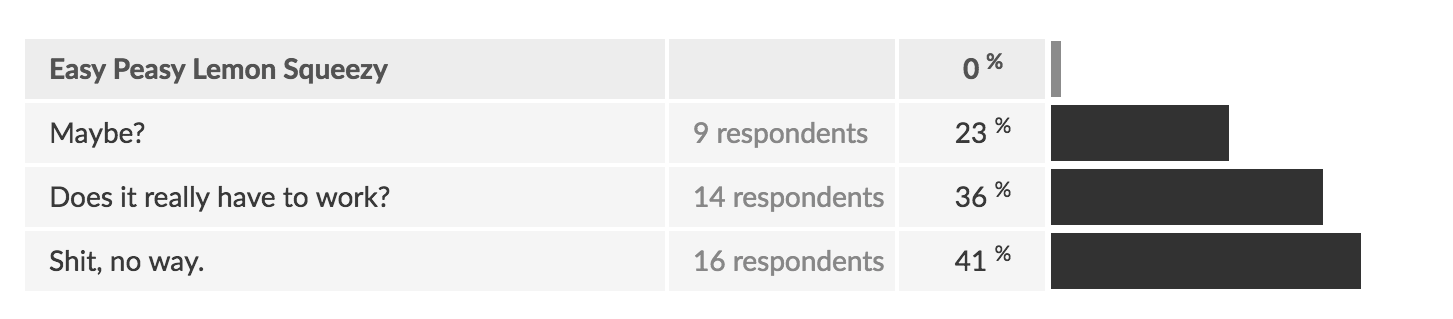 Easy Peasy Lemon Squeezy 0 %
Maybe? 9 respondents 23 %
Does it really have to work? 14 respondents 36 %
Shit, no way. 16 respondents 41 %